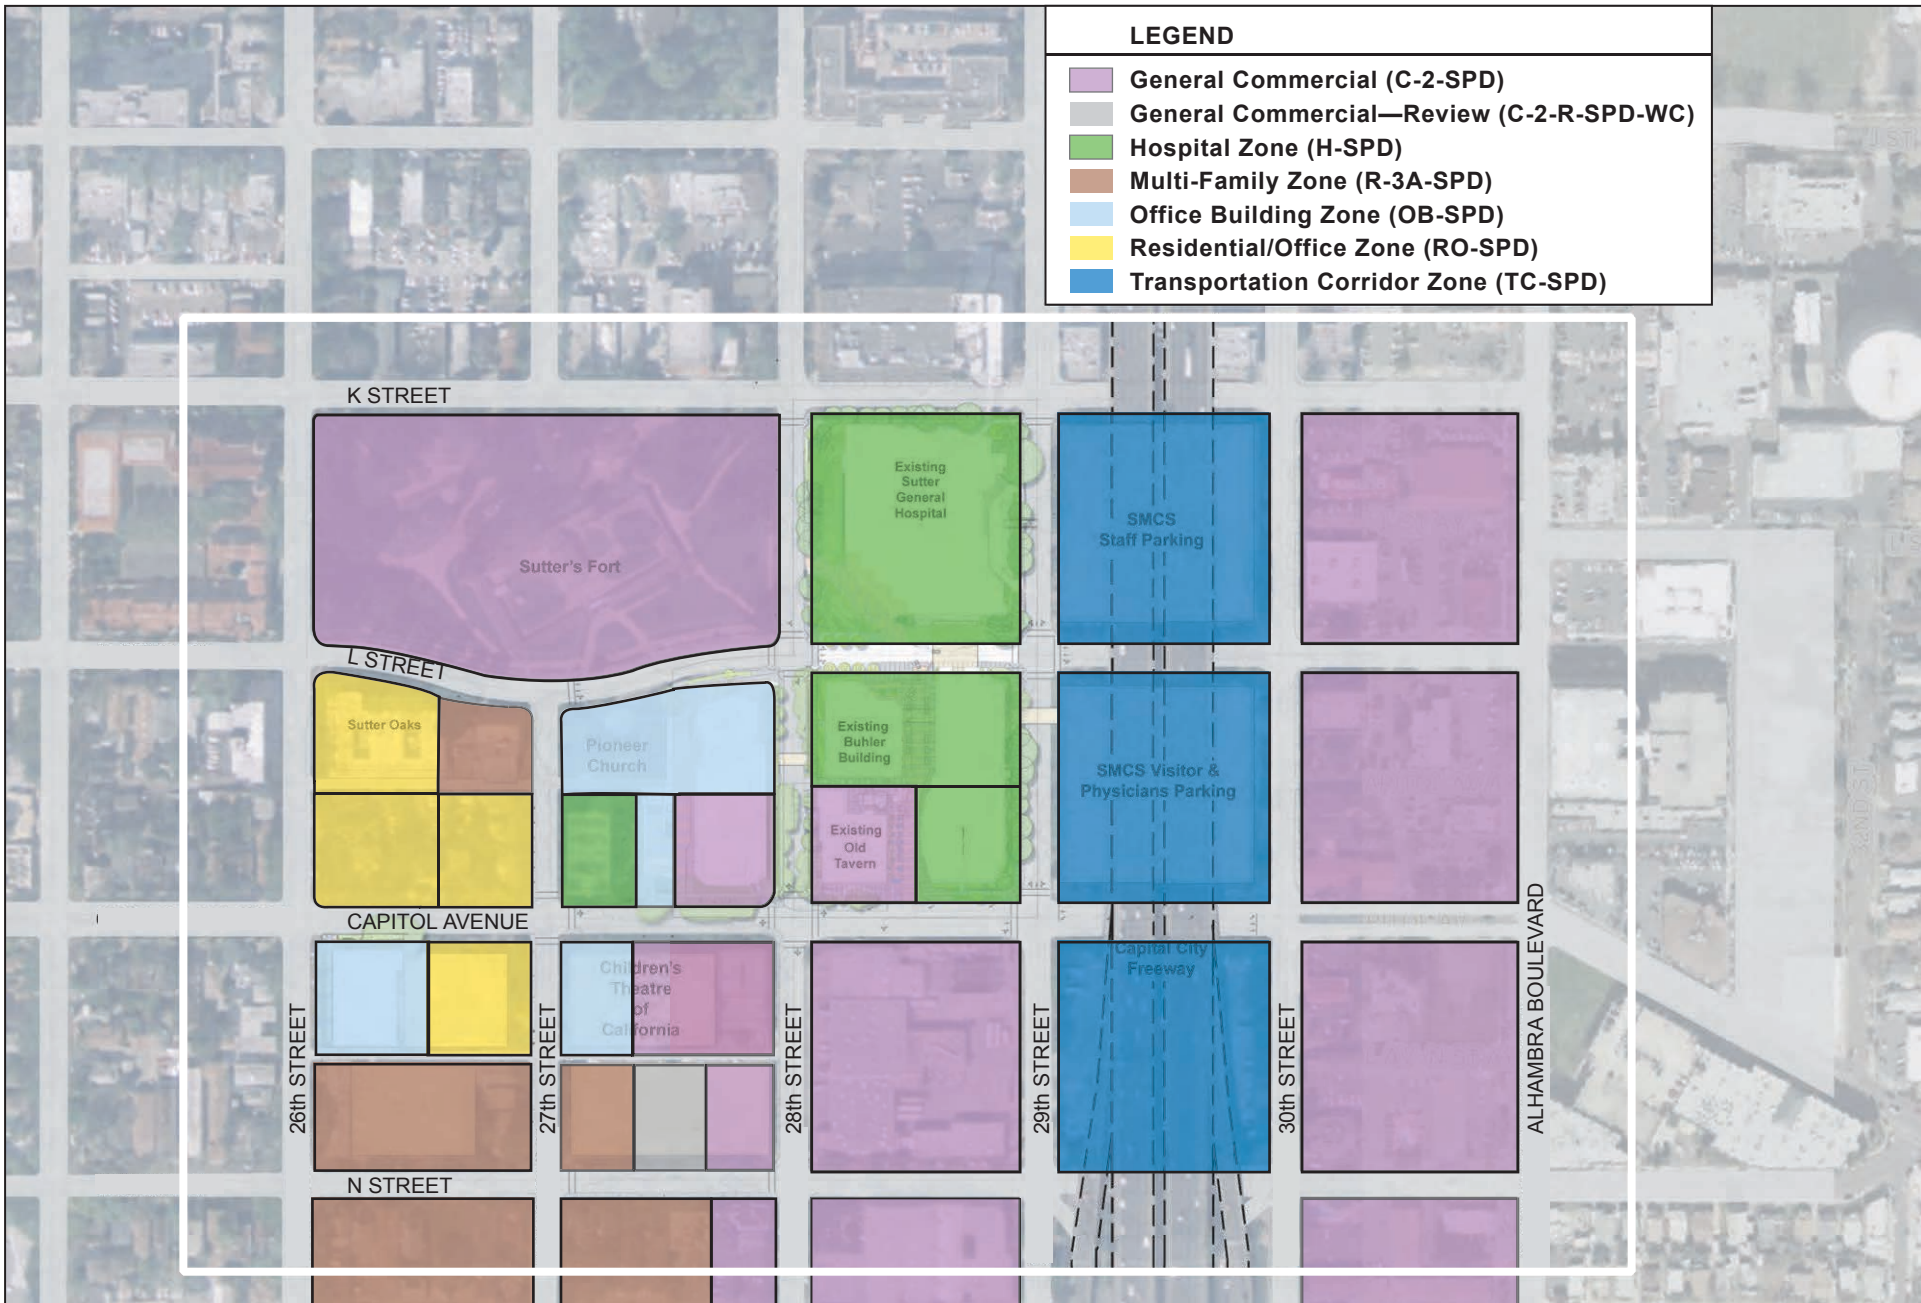 LEGEND
General Commercial (C-2-SPD)
General Commercial—Review (C-2-R-SPD-WC)
Hospital Zone (H-SPD)
Multi-Family Zone (R-3A-SPD)
Office Building Zone (OB-SPD)
Residential/Office Zone (RO-SPD)
Transportation Corridor Zone (TC-SPD)
K STREET
Existing
Sutter
General
Hospital
SMCS
Staff Parking
Sutter's Fort
L STREET
Sutter Oaks
Pioneer
Church
Existing
Buhler
Building
SMCS Visitor &
Physicians Parking
Existing
Old
Tavern
CAPITOL AVENUE
Children's
Theatre
of
California
Capital City
Freeway
26th STREET
27th STREET
28th STREET
29th STREET
30th STREET
ALHAMBRA BOULEVARD
32ND ST
N STREET